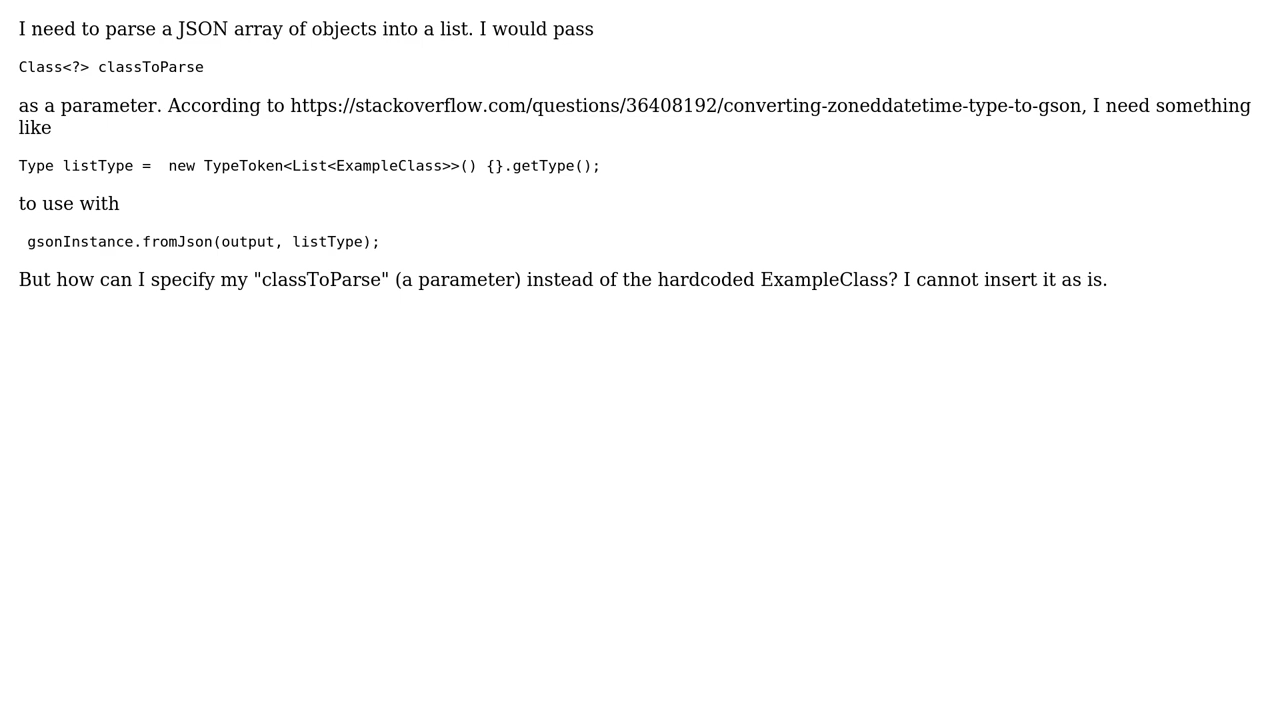 I need to parse a JSON array of objects into a list. I would pass
Class<?> classToParse
as a parameter. According to https://stackoverflow.com/questions/36408192/converting-zoneddatetime-type-to-gson, I need something
like
Type listType =  new TypeToken<List<ExampleClass>>() {}.getType();
to use with
gsonInstance.fromJson(output, listType);
But how can I specify my "classToParse" (a parameter) instead of the hardcoded ExampleClass? I cannot insert it as is.